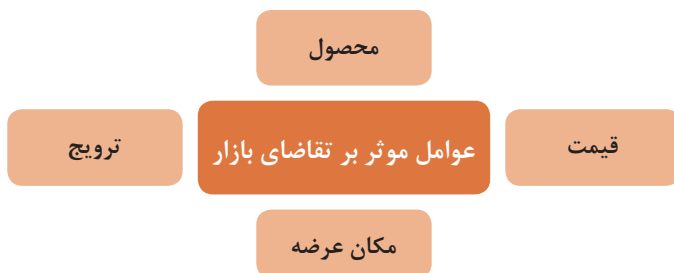 محصول
قیمت
عوامل موثر بر تقاضای بازار
ترویج
مکان عرضه